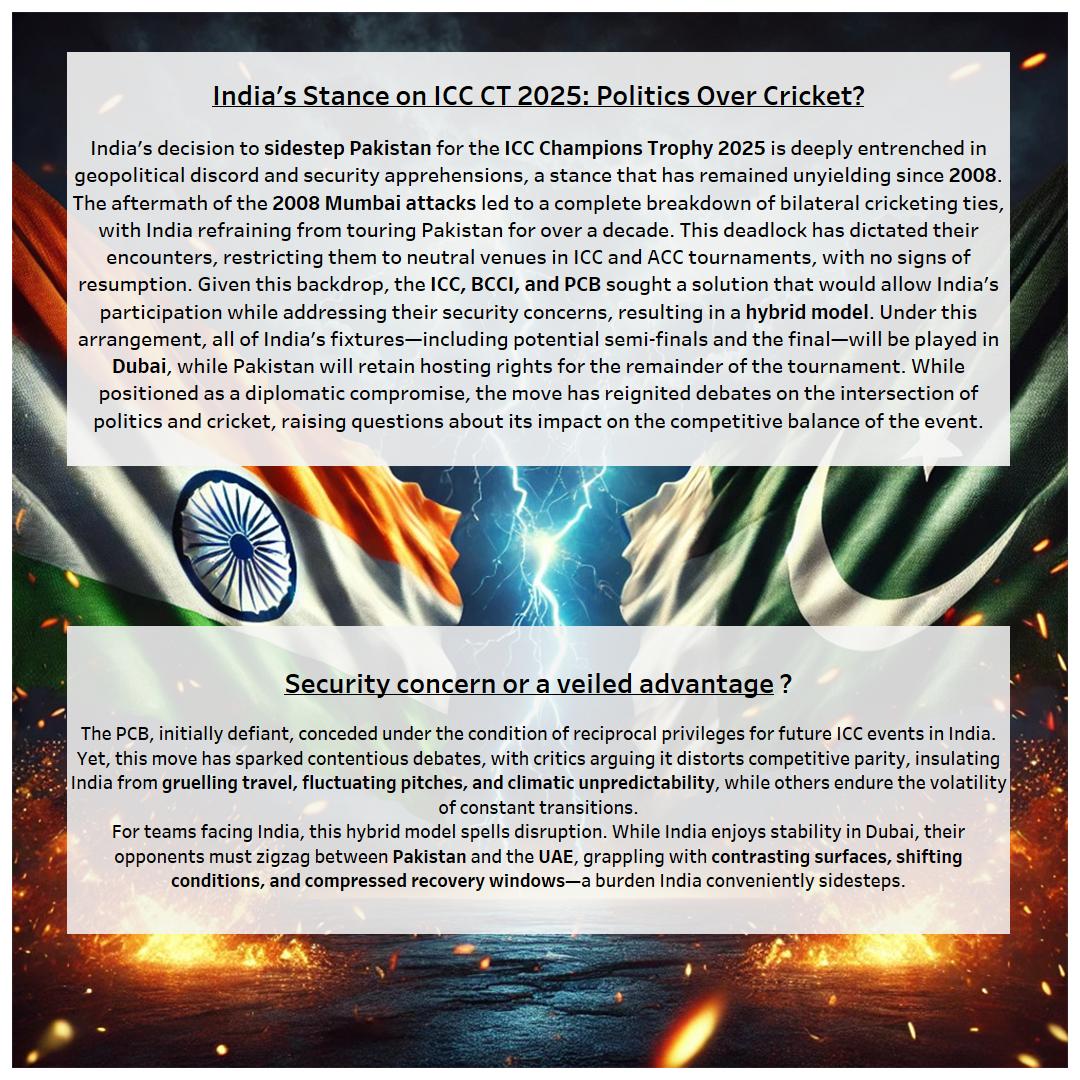 India’s Stance on ICC CT 2025: Politics Over Cricket?
India’s decision to sidestep Pakistan for the ICC Champions Trophy 2025 is deeply entrenched in
geopolitical discord and security apprehensions, a stance that has remained unyielding since 2008.
The aftermath of the 2008 Mumbai attacks led to a complete breakdown of bilateral cricketing ties,
with India refraining from touring Pakistan for over a decade. This deadlock has dictated their
encounters, restricting them to neutral venues in ICC and ACC tournaments, with no signs of
resumption. Given this backdrop, the ICC, BCCI, and PCB sought a solution that would allow India’s
participation while addressing their security concerns, resulting in a hybrid model. Under this
arrangement, all of India’s fixtures—including potential semi-finals and the final—will be played in
Dubai, while Pakistan will retain hosting rights for the remainder of the tournament. While
positioned as a diplomatic compromise, the move has reignited debates on the intersection of
politics and cricket, raising questions about its impact on the competitive balance of the event.
Security concern or a veiled advantage ?
The PCB, initially defiant, conceded under the condition of reciprocal privileges for future ICC events in India.
Yet, this move has sparked contentious debates, with critics arguing it distorts competitive parity, insulating
India from gruelling travel, fluctuating pitches, and climatic unpredictability, while others endure the volatility
of constant transitions.
For teams facing India, this hybrid model spells disruption. While India enjoys stability in Dubai, their
opponents must zigzag between Pakistan and the UAE, grappling with contrasting surfaces, shifting
conditions, and compressed recovery windows—a burden India conveniently sidesteps.